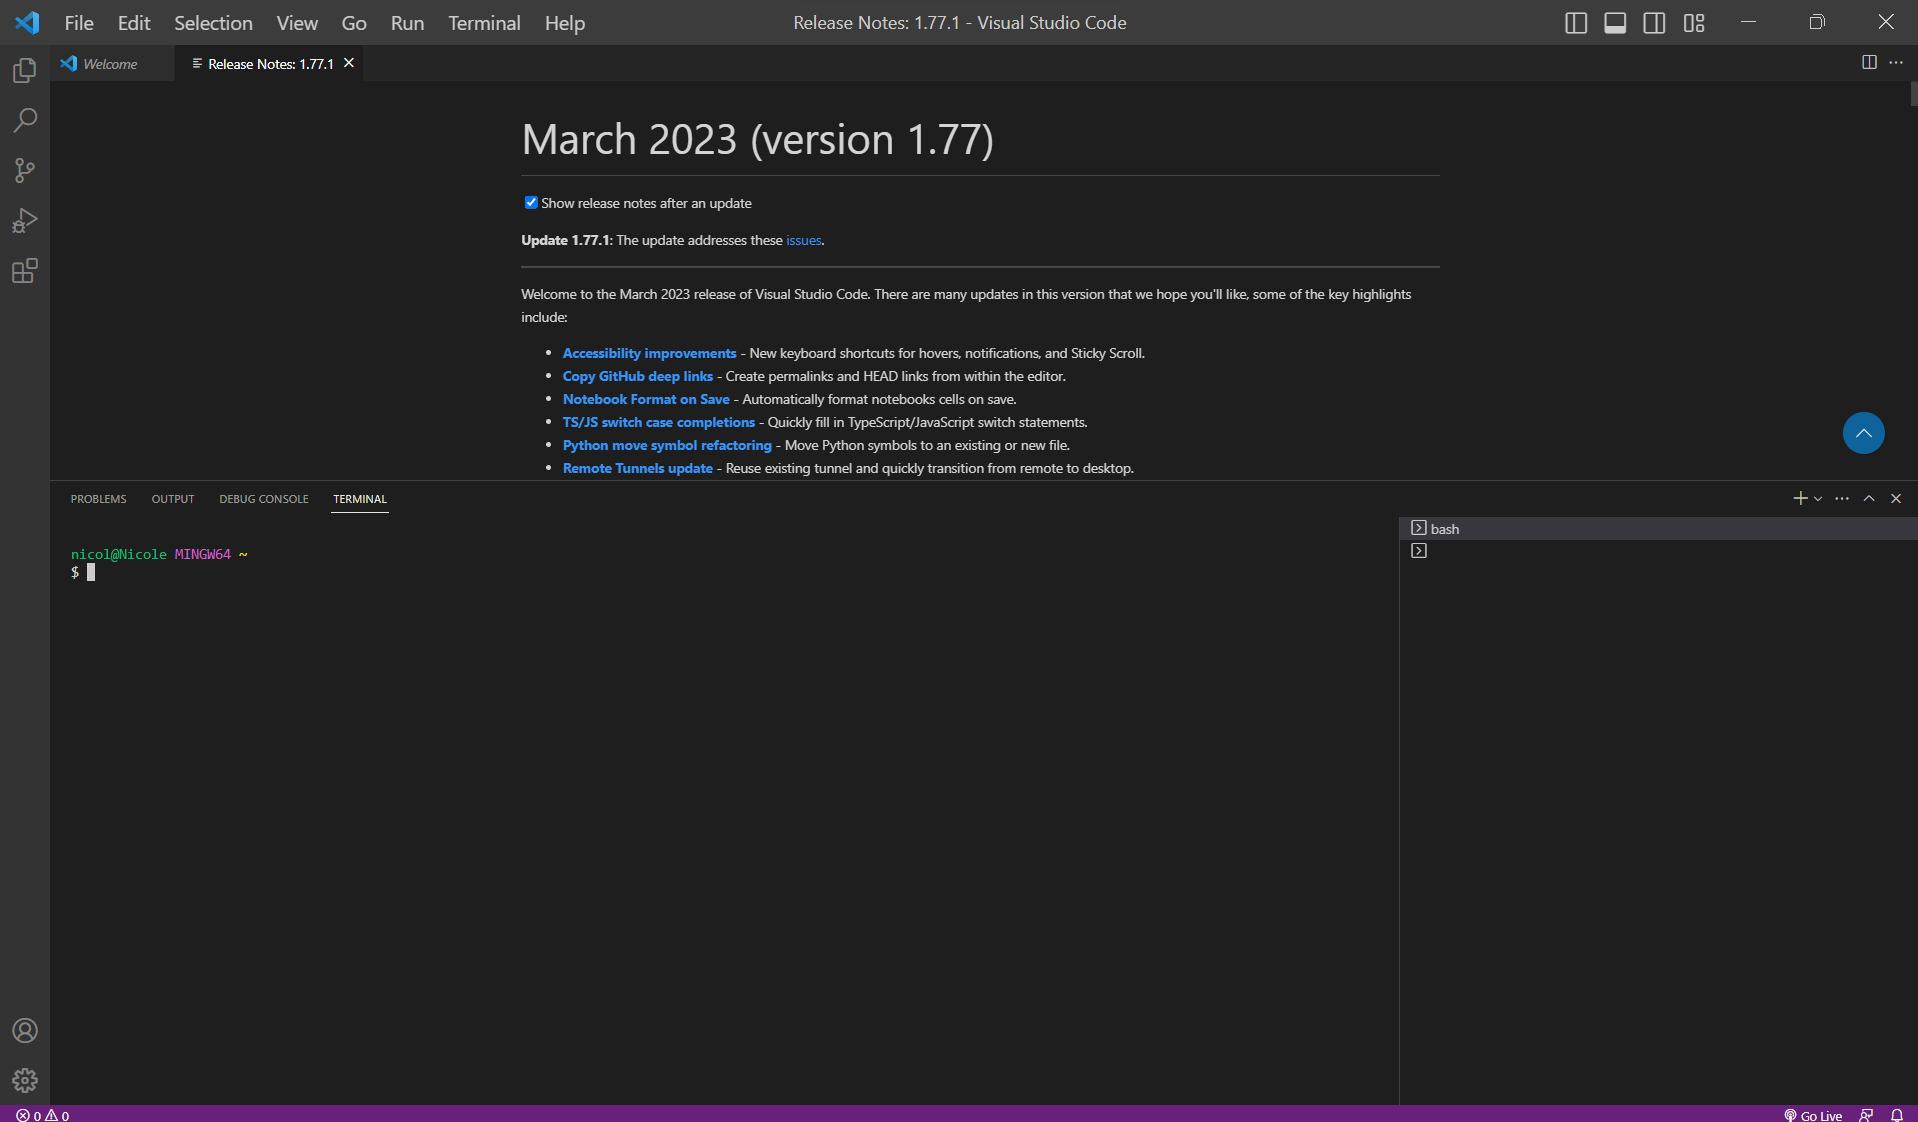 File Edit Selection View Go Run Terminal Help
Release Notes: 1.77.1 - Visual Studio Code
Welcome
Release Notes: 1.77.1
March 2023 (version 1.77)
Show release notes after an update
Update 1.77.1: The update addresses these issues.
Welcome to the March 2023 release of Visual Studio Code. There are many updates in this version that we hope you'll like, some of the key highlights
include:
• Accessibility improvements - New keyboard shortcuts for hovers, notifications, and Sticky Scroll.
• Copy GitHub deep links - Create permalinks and HEAD links from within the editor.
• Notebook Format on Save - Automatically format notebooks cells on save.
• TS/JS switch case completions - Quickly fill in TypeScript/JavaScript switch statements.
• Python move symbol refactoring - Move Python symbols to an existing or new file.
• Remote Tunnels update - Reuse existing tunnel and quickly transition from remote to desktop.
PROBLEMS OUTPUT DEBUG CONSOLE TERMINAL
nicol@Nicole MINGW64 ~
$
bash
0 0
Go Live